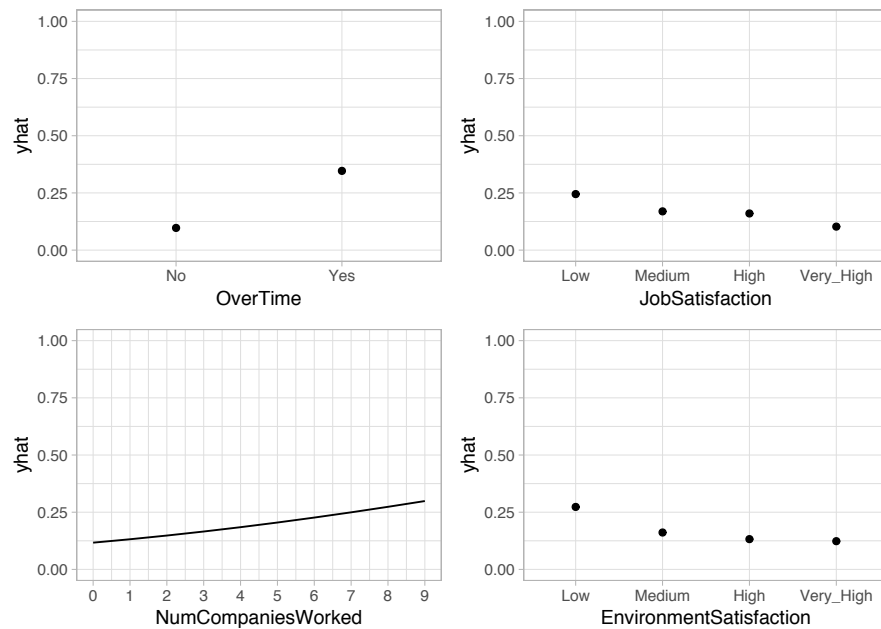 yhat
1.00
0.75
0.50
0.25
0.00
No Yes
OverTime
yhat
1.00
0.75
0.50
0.25
0.00
Low Medium High Very_High
JobSatisfaction
yhat
1.00
0.75
0.50
0.25
0.00
0 1 2 3 4 5 6 7 8 9
NumCompaniesWorked
yhat
1.00
0.75
0.50
0.25
0.00
Low Medium High Very_High
EnvironmentSatisfaction